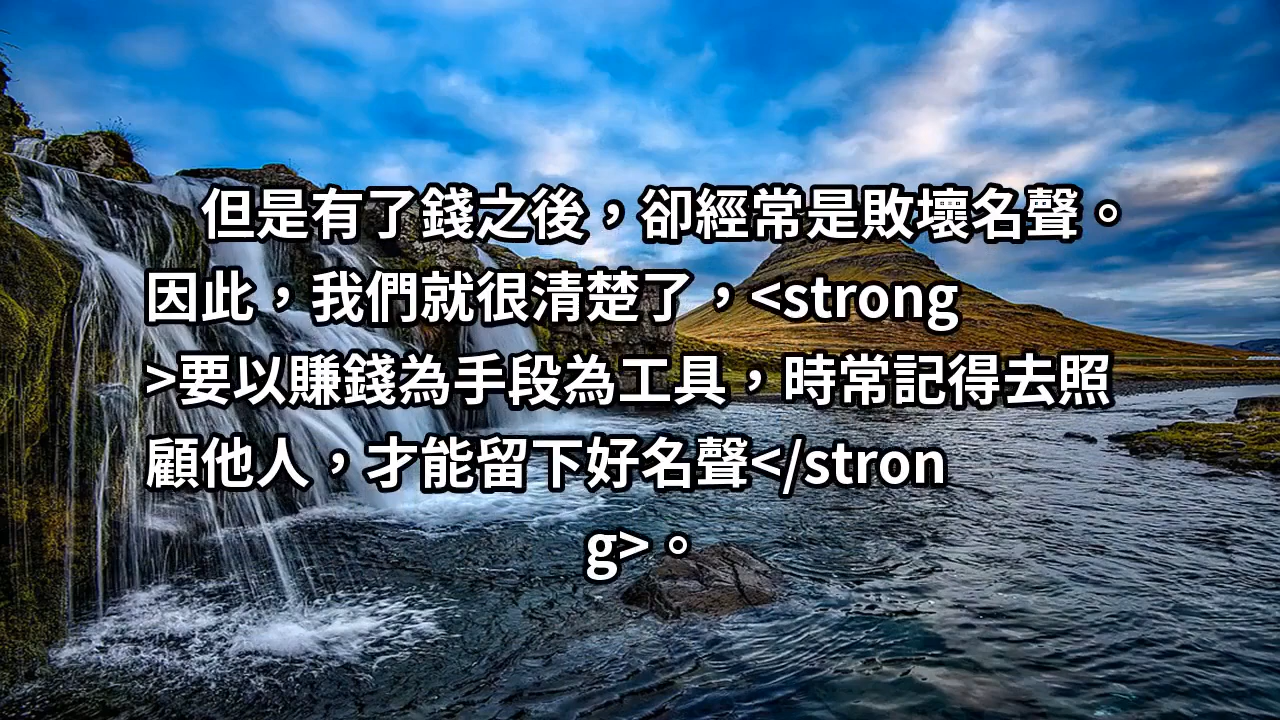 但是有了錢之後，卻經常是敗壞名聲。
因此，我們就很清楚了，<strong
>要以賺錢為手段為工具，時常記得去照
顧他人，才能留下好名聲</stron
g>。